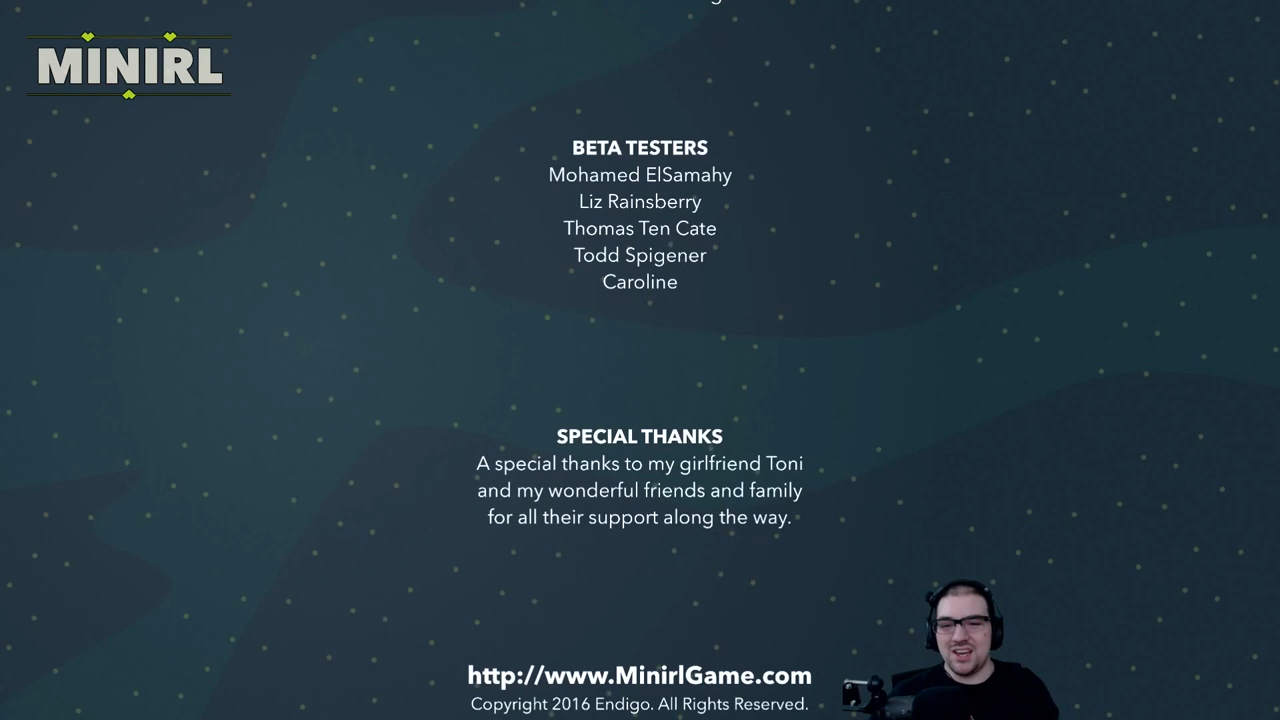 MINIRL
BETA TESTERS
Mohamed ElSamahy
Liz Rainsberry
Thomas Ten Cate
Todd Spigener
Caroline
SPECIAL THANKS
A special thanks to my girlfriend Toni
and my wonderful friends and family
for all their support along the way.
http://www.MinirlGame.com
Copyright 2016 Endigo. All Rights Reserved.